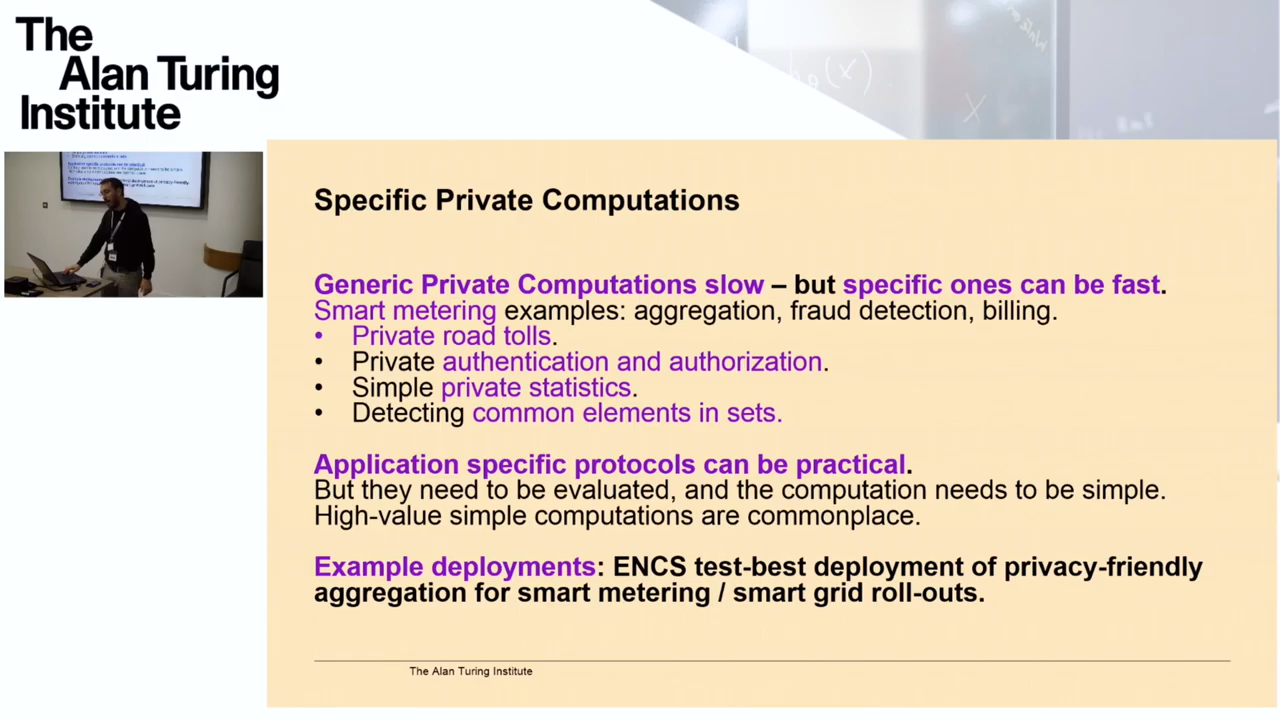 The
Alan Turing
Institute
Specific Private Computations
Generic Private Computations slow – but specific ones can be fast.
Smart metering examples: aggregation, fraud detection, billing.
• Private road tolls.
• Private authentication and authorization.
• Simple private statistics.
• Detecting common elements in sets.
Application specific protocols can be practical.
But they need to be evaluated, and the computation needs to be simple.
High-value simple computations are commonplace.
Example deployments: ENCS test-best deployment of privacy-friendly
aggregation for smart metering / smart grid roll-outs.
The Alan Turing Institute